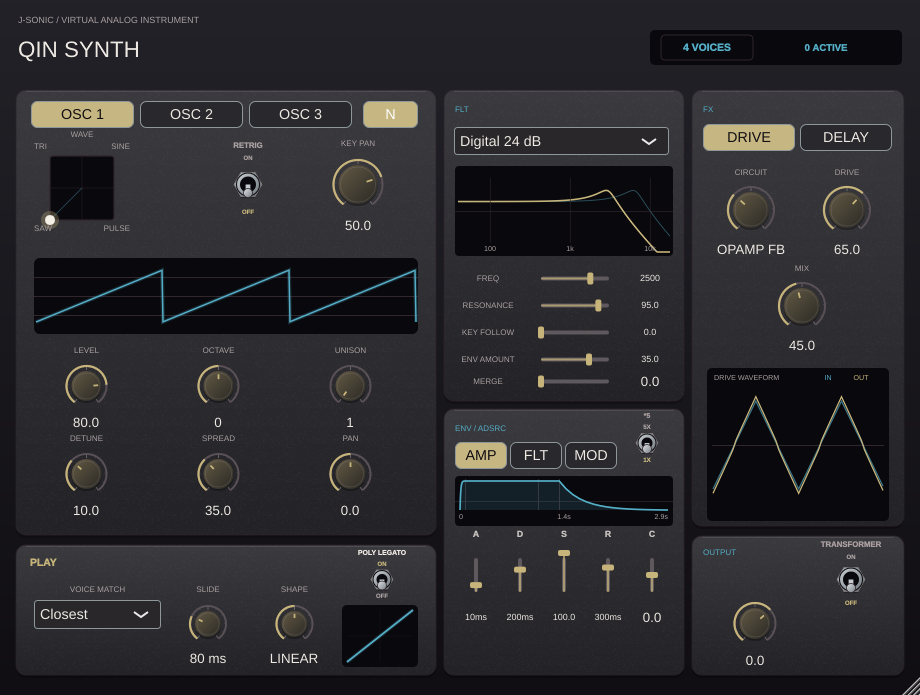 J-SONIC / VIRTUAL ANALOG INSTRUMENT
QIN SYNTH
4 VOICES
0 ACTIVE
OSC 1
OSC 2
OSC 3
N
WAVE
TRI
SINE
SAW
PULSE
RETRIG
ON
OFF
KEY PAN
50.0
LEVEL
OCTAVE
UNISON
80.0
0
1
DETUNE
SPREAD
PAN
10.0
35.0
0.0
PLAY
POLY LEGATO
ON
OFF
VOICE MATCH
SLIDE
SHAPE
Closest
80 ms
LINEAR
FLT
Digital 24 dB
100
1k
10k
FREQ
2500
RESONANCE
95.0
KEY FOLLOW
0.0
ENV AMOUNT
35.0
MERGE
0.0
ENV / ADSRC
*5
5X
1X
AMP
FLT
MOD
0
1.4s
2.9s
A
D
S
R
C
10ms
200ms
100.0
300ms
0.0
FX
DRIVE
DELAY
CIRCUIT
DRIVE
OPAMP FB
65.0
MIX
45.0
DRIVE WAVEFORM
IN
OUT
OUTPUT
TRANSFORMER
ON
OFF
0.0